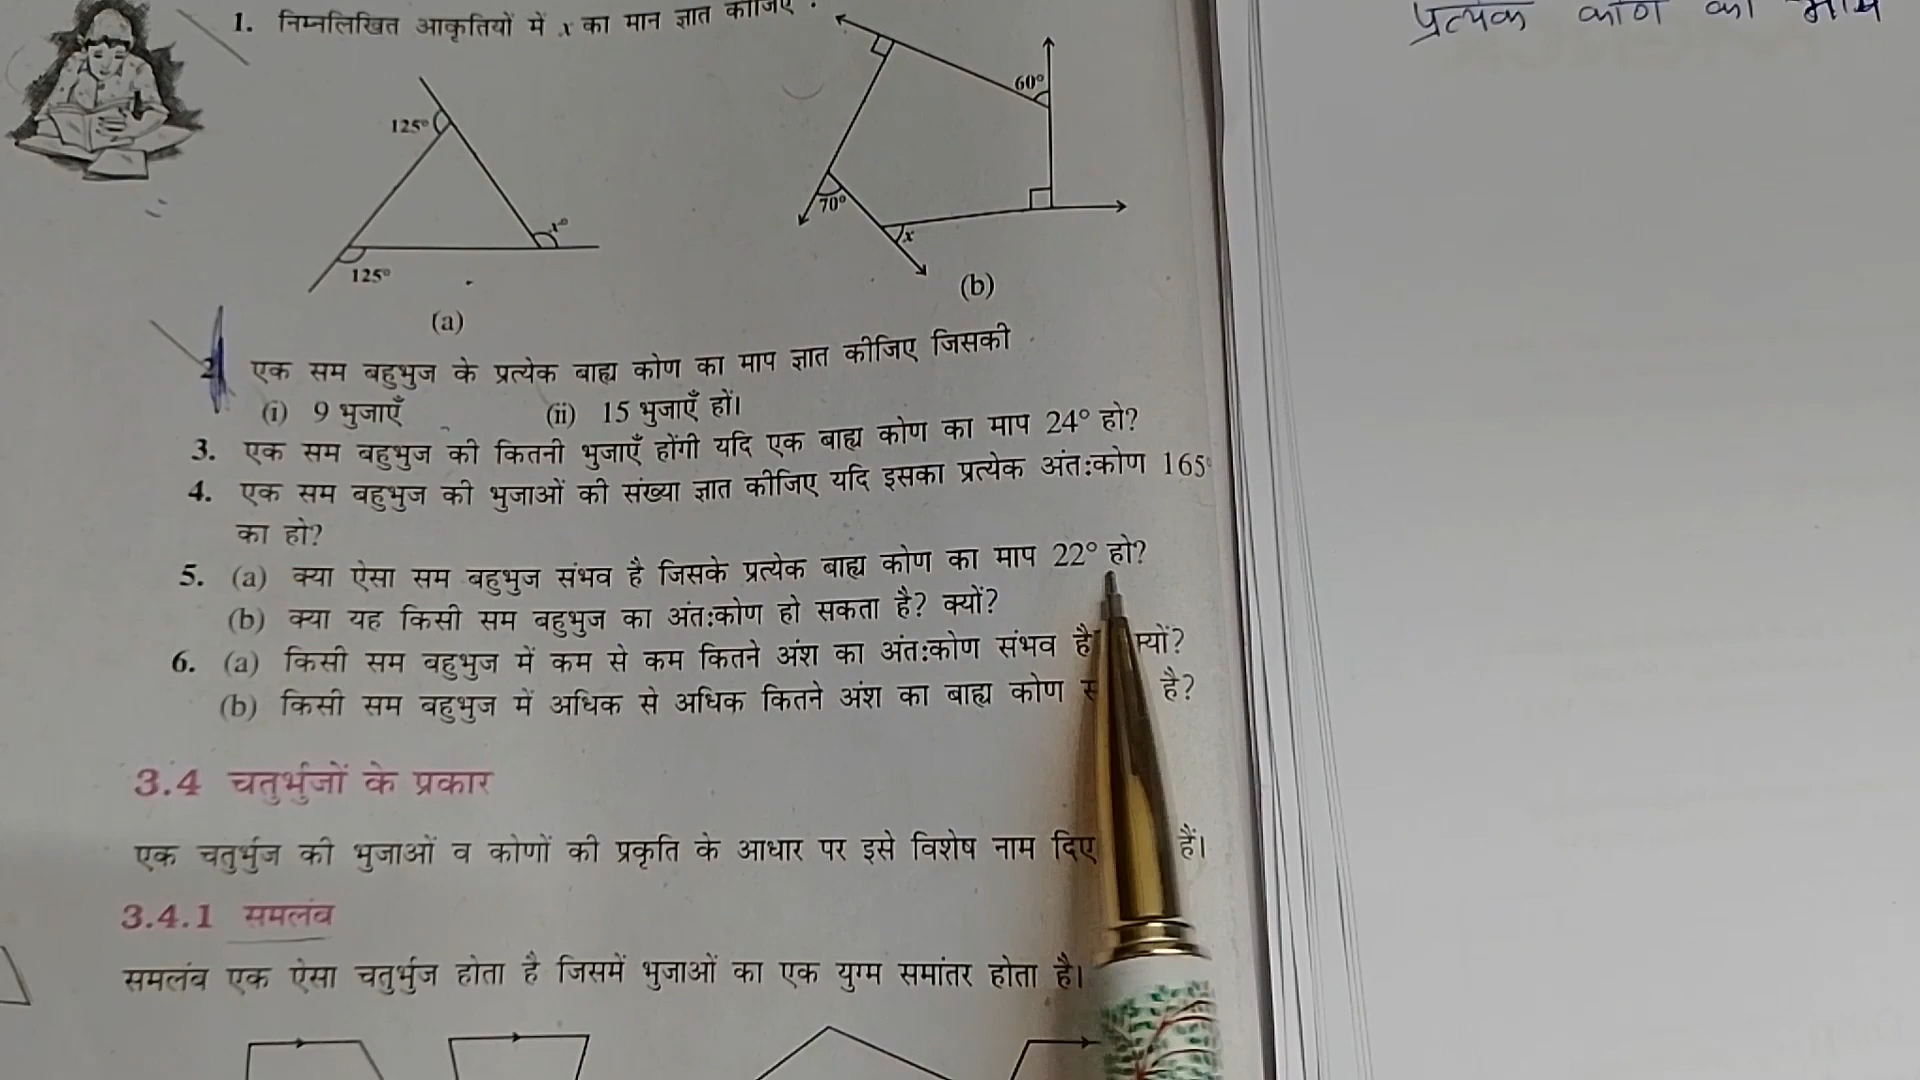 प्रत्येक कोण का माप
1. निम्नलिखित आकृतियों में x का मान ज्ञात कीजिए :
60°
125°
70°
x°
x
125°
(b)
(a)
2 एक सम बहुभुज के प्रत्येक बाह्य कोण का माप ज्ञात कीजिए जिसकी
(i) 9 भुजाएँ (ii) 15 भुजाएँ हों।
3. एक सम बहुभुज की कितनी भुजाएँ होंगी यदि एक बाह्य कोण का माप 24° हो?
4. एक सम बहुभुज की भुजाओं की संख्या ज्ञात कीजिए यदि इसका प्रत्येक अंत:कोण 165°
का हो?
5. (a) क्या ऐसा सम बहुभुज संभव है जिसके प्रत्येक बाह्य कोण का माप 22° हो?
(b) क्या यह किसी सम बहुभुज का अंत:कोण हो सकता है? क्यों?
6. (a) किसी सम बहुभुज में कम से कम कितने अंश का अंत:कोण संभव है क्यों?
(b) किसी सम बहुभुज में अधिक से अधिक कितने अंश का बाह्य कोण है?
3.4 चतुर्भुजों के प्रकार
एक चतुर्भुज की भुजाओं व कोणों की प्रकृति के आधार पर इसे विशेष नाम दिए हैं।
3.4.1 समलंब
समलंब एक ऐसा चतुर्भुज होता है जिसमें भुजाओं का एक युग्म समांतर होता है।